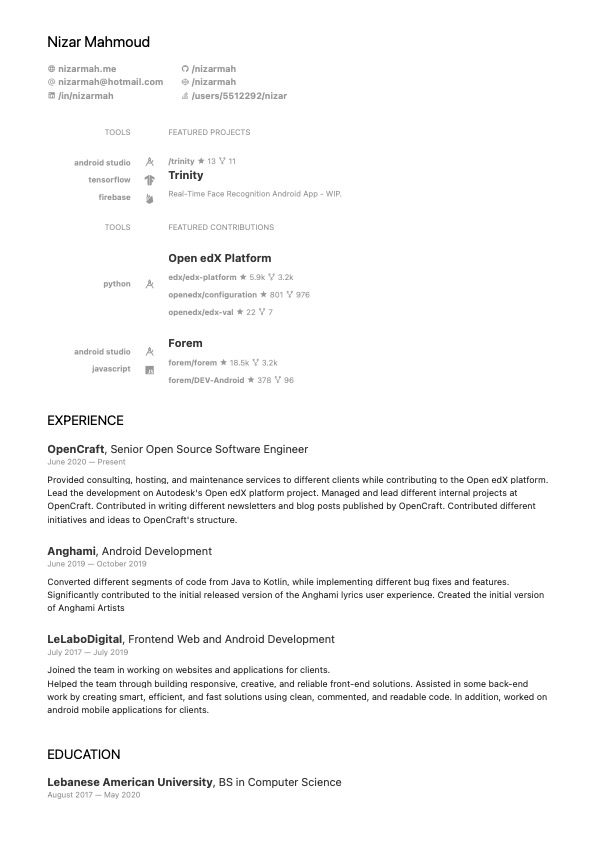 Nizar Mahmoud
nizarmah.me
/nizarmah
nizarmah@hotmail.com
/nizarmah
/in/nizarmah
/users/5512292/nizar
TOOLS
FEATURED PROJECTS
android studio
tensorflow
firebase
/trinity ★ 13 11
Trinity
Real-Time Face Recognition Android App - WIP.
TOOLS
FEATURED CONTRIBUTIONS
python
Open edX Platform
edx/edx-platform ★ 5.9k 3.2k
openedx/configuration ★ 801 976
openedx/edx-val ★ 22 7
android studio
javascript
Forem
forem/forem ★ 18.5k 3.2k
forem/DEV-Android ★ 378 96
EXPERIENCE
OpenCraft, Senior Open Source Software Engineer
June 2020 — Present
Provided consulting, hosting, and maintenance services to different clients while contributing to the Open edX platform.
Lead the development on Autodesk's Open edX platform project. Managed and lead different internal projects at
OpenCraft. Contributed in writing different newsletters and blog posts published by OpenCraft. Contributed different
initiatives and ideas to OpenCraft's structure.
Anghami, Android Development
June 2019 — October 2019
Converted different segments of code from Java to Kotlin, while implementing different bug fixes and features.
Significantly contributed to the initial released version of the Anghami lyrics user experience. Created the initial version
of Anghami Artists
LeLaboDigital, Frontend Web and Android Development
July 2017 — July 2019
Joined the team in working on websites and applications for clients.
Helped the team through building responsive, creative, and reliable front-end solutions. Assisted in some back-end
work by creating smart, efficient, and fast solutions using clean, commented, and readable code. In addition, worked on
android mobile applications for clients.
EDUCATION
Lebanese American University, BS in Computer Science
August 2017 — May 2020